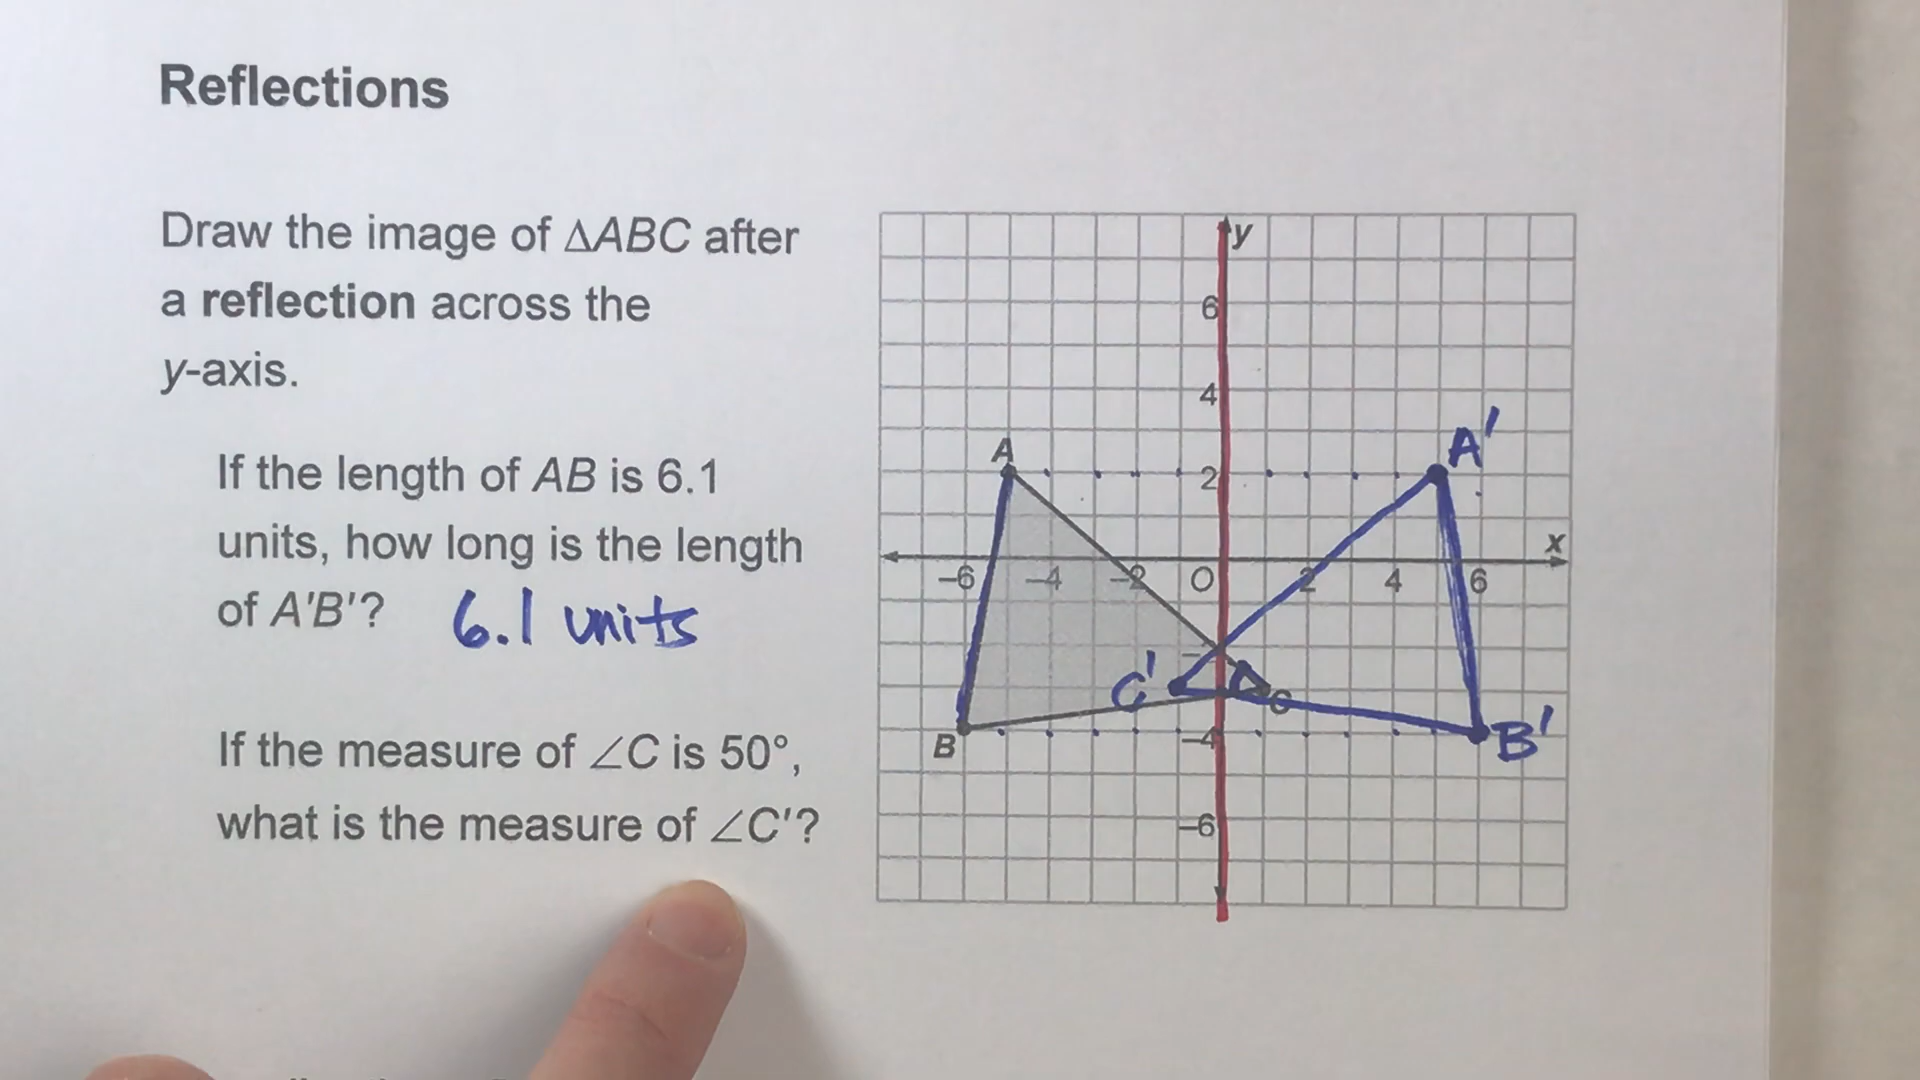 Reflections
Draw the image of ΔABC after
a reflection across the
y-axis.
If the length of AB is 6.1
units, how long is the length
of A'B'? 6.1 units
If the measure of ∠C is 50°,
what is the measure of ∠C'?
y
6
4
A
A'
2
x
–6 –4 –2 O 2 4 6
C'
C
B
–4
B'
–6